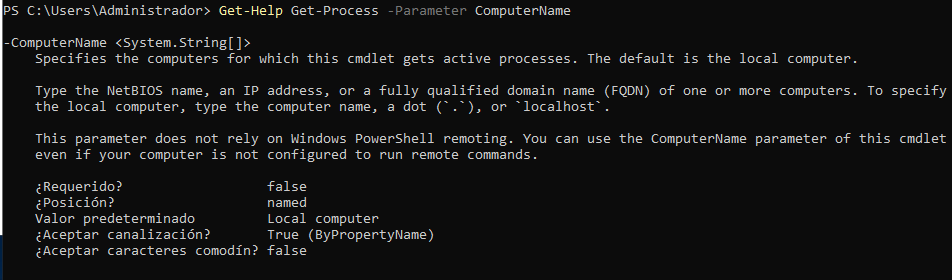 PS C:\Users\Administrador> Get-Help Get-Process -Parameter ComputerName
-ComputerName <System.String[]>
Specifies the computers for which this cmdlet gets active processes. The default is the local computer.
Type the NetBIOS name, an IP address, or a fully qualified domain name (FQDN) of one or more computers. To specify
the local computer, type the computer name, a dot (`.`), or `localhost`.
This parameter does not rely on Windows PowerShell remoting. You can use the ComputerName parameter of this cmdlet
even if your computer is not configured to run remote commands.
¿Requerido? false
¿Posición? named
Valor predeterminado Local computer
¿Aceptar canalización? True (ByPropertyName)
¿Aceptar caracteres comodín? false